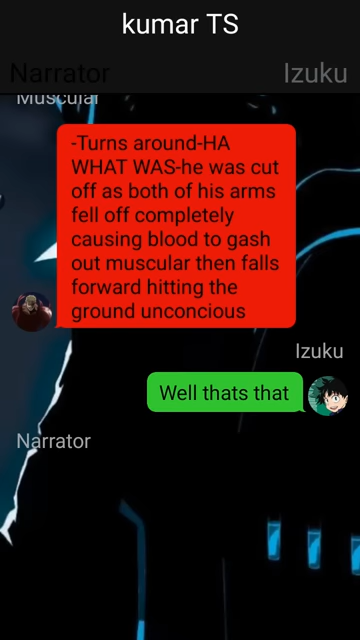 kumar TS
Narrator Izuku
Muscular
-Turns around-HA
WHAT WAS-he was cut
off as both of his arms
fell off completely
causing blood to gash
out muscular then falls
forward hitting the
ground unconcious
Izuku
Well thats that
Narrator